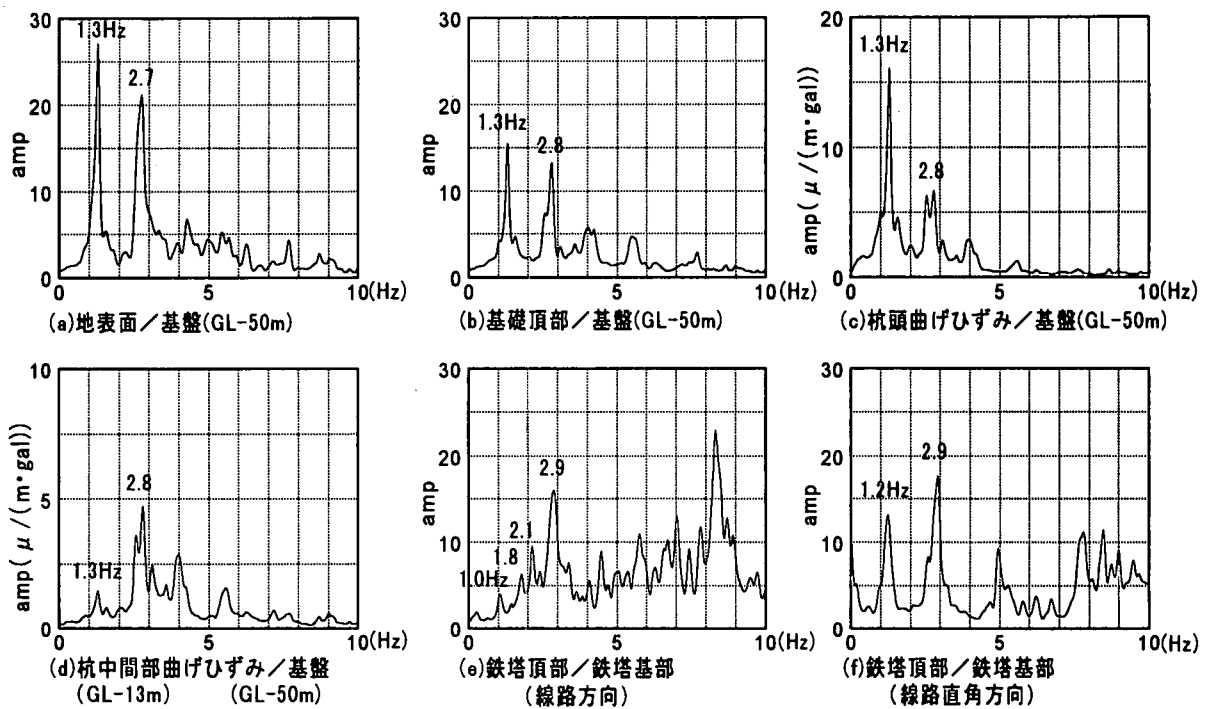 30
20
10
0
amp
1.3Hz
2.7
0
5
10(Hz)
(a)地表面／基盤(GL-50m)
30
20
10
0
amp
1.3Hz
2.8
0
5
10(Hz)
(b)基礎頂部／基盤(GL-50m)
20
10
0
amp(μ/(m・gal))
1.3Hz
2.8
0
5
10(Hz)
(c)杭頭曲げひずみ／基盤(GL-50m)
10
5
0
amp(μ/(m・gal))
1.3Hz
2.8
0
5
10(Hz)
(d)杭中間部曲げひずみ／基盤
(GL-13m) (GL-50m)
30
20
10
0
amp
1.0Hz
1.8
2.1
2.9
0
5
10(Hz)
(e)鉄塔頂部／鉄塔基部
(線路方向)
30
20
10
0
amp
1.2Hz
2.9
0
5
10(Hz)
(f)鉄塔頂部／鉄塔基部
(線路直角方向)